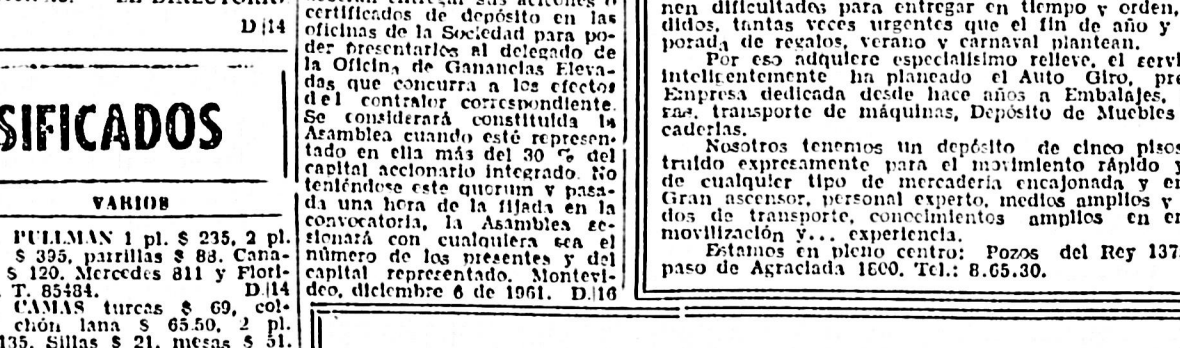 D|14
SIFICADOS
VARIOS
PULLMAN 1 pl. $ 235, 2 pl.
$ 395, parrillas $ 88. Cana-
$ 120. Mercedes 811 y Flori-
T. 85484. D|14
CAMAS turcas $ 69, col-
chón lana $ 65.50, 2 pl.
135. Sillas $ 21, mesas $ 51.
certificados de depósito en las
oficinas de la Sociedad para po-
der presentarlos al delegado de
la Oficina de Ganancias Eleva-
das que concurra a los efectos
del contralor correspondiente.
Se considerará constituída la
Asamblea cuando esté represen-
tado en ella más del 30 % del
capital accionario integrado. No
teniéndose este quorum y pasa-
da una hora de la fijada en la
convocatoria, la Asamblea se-
sionará con cualquiera sea el
número de los presentes y del
capital representado. Montevi-
deo, diciembre 6 de 1961. D.|16
nen dificultades para entregar en tiempo y orden,
didos, tantas veces urgentes que el fin de año y
porada de regalos, verano y carnaval plantean.
Por eso adquiere especialísimo relieve, el servi
inteligentemente ha planeado el Auto Giro, pre
Empresa dedicada desde hace años a Embalajes,
transporte de máquinas, Depósito de Muebles
caderías.
Nosotros tenemos un depósito de cinco pisos
truido expresamente para el movimiento rápido y
de cualquier tipo de mercadería encajonada y en
Gran ascensor, personal experto, medios amplios y
dos de transporte, conocimientos amplios en en
movilización y... experiencia.
Estamos en pleno centro: Pozos del Rey 137
paso de Agraciada 1800. Tel.: 8.65.30.